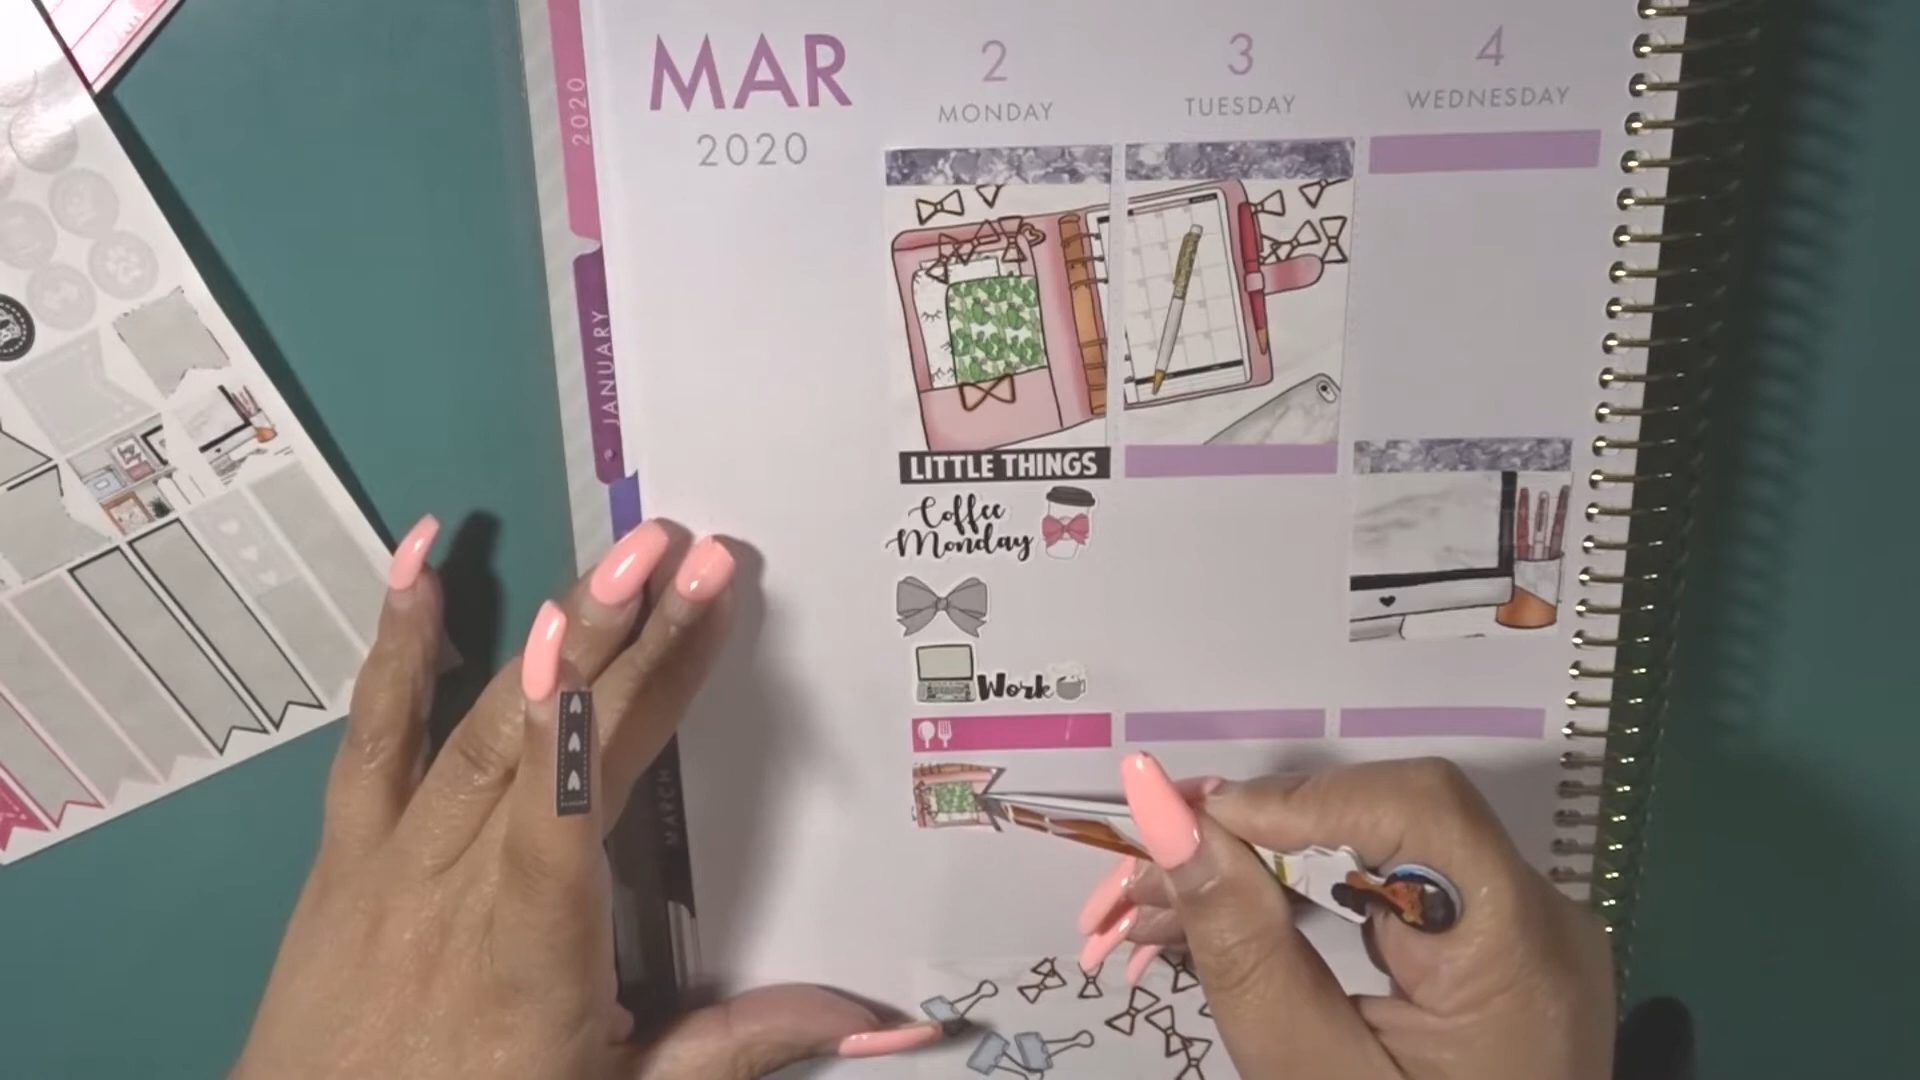 MAR
2020
2
MONDAY
3
TUESDAY
4
WEDNESDAY
2020
JANUARY
MARCH
LITTLE THINGS
Coffee
Monday
Work